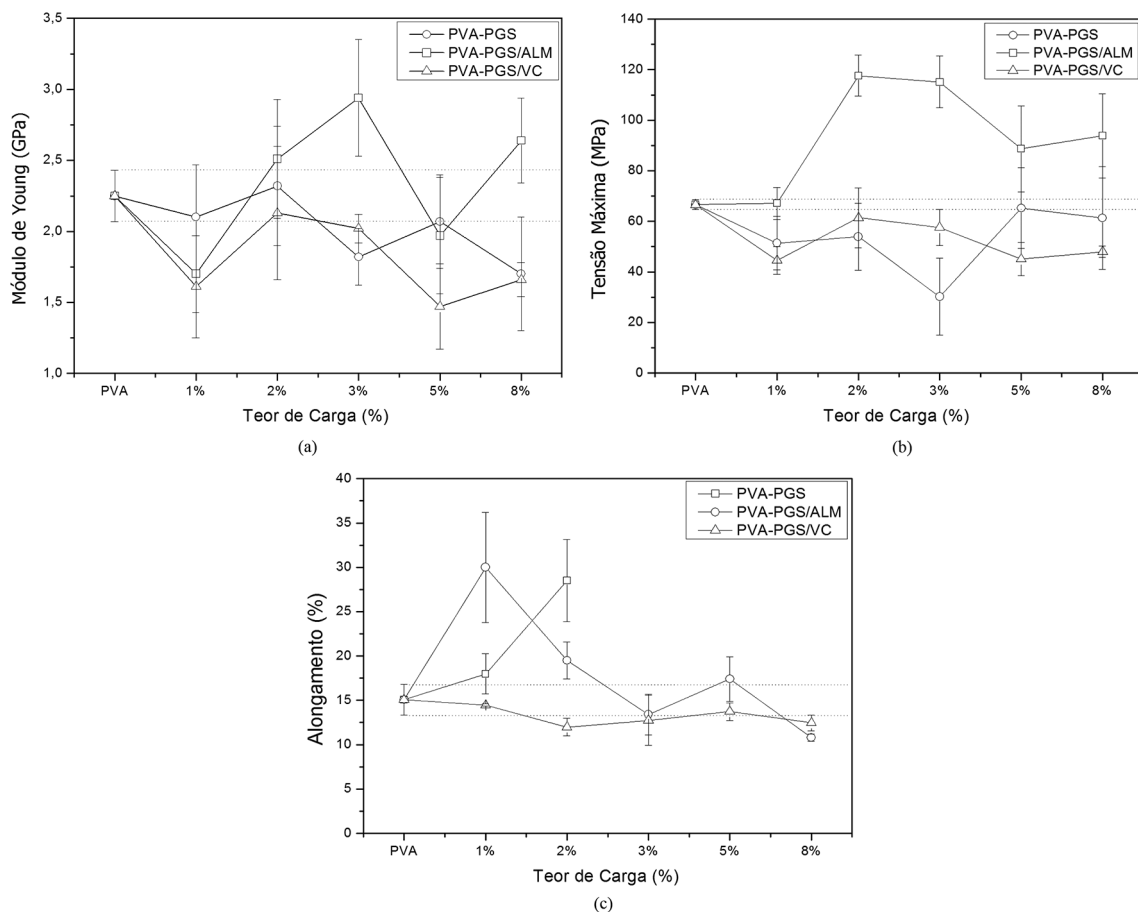 3,5
3,0
2,5
2,0
1,5
1,0
Módulo de Young (GPa)
PVA-PGS
PVA-PGS/ALM
PVA-PGS/VC
PVA
1%
2%
3%
5%
8%
Teor de Carga (%)
(a)
140
120
100
80
60
40
20
0
Tensão Máxima (MPa)
PVA-PGS
PVA-PGS/ALM
PVA-PGS/VC
PVA
1%
2%
3%
5%
8%
Teor de Carga (%)
(b)
40
35
30
25
20
15
10
5
0
Alongamento (%)
PVA-PGS
PVA-PGS/ALM
PVA-PGS/VC
PVA
1%
2%
3%
5%
8%
Teor de Carga (%)
(c)